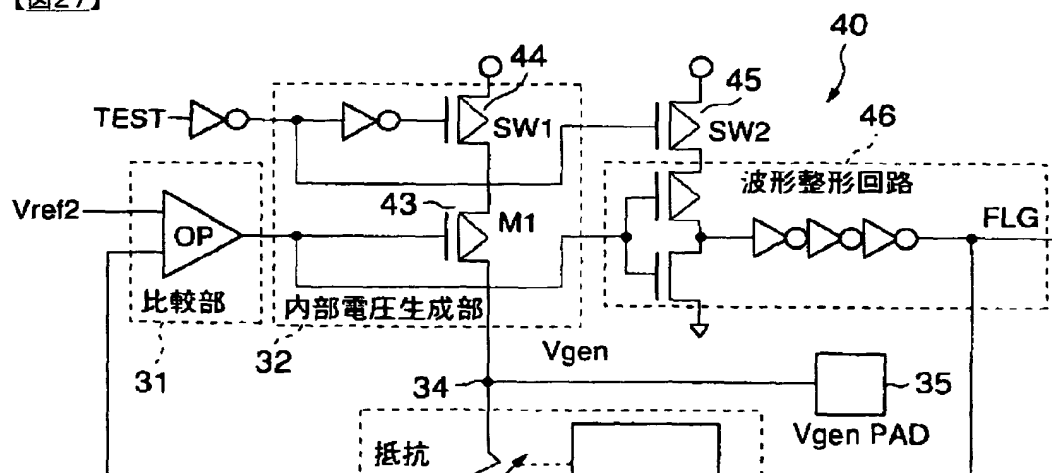 【図27】
40
44
45
TEST
SW1
SW2
46
波形整形回路
43
M1
Vref2
OP
FLG
比較部
内部電圧生成部
31
32
Vgen
34
35
Vgen PAD
抵抗